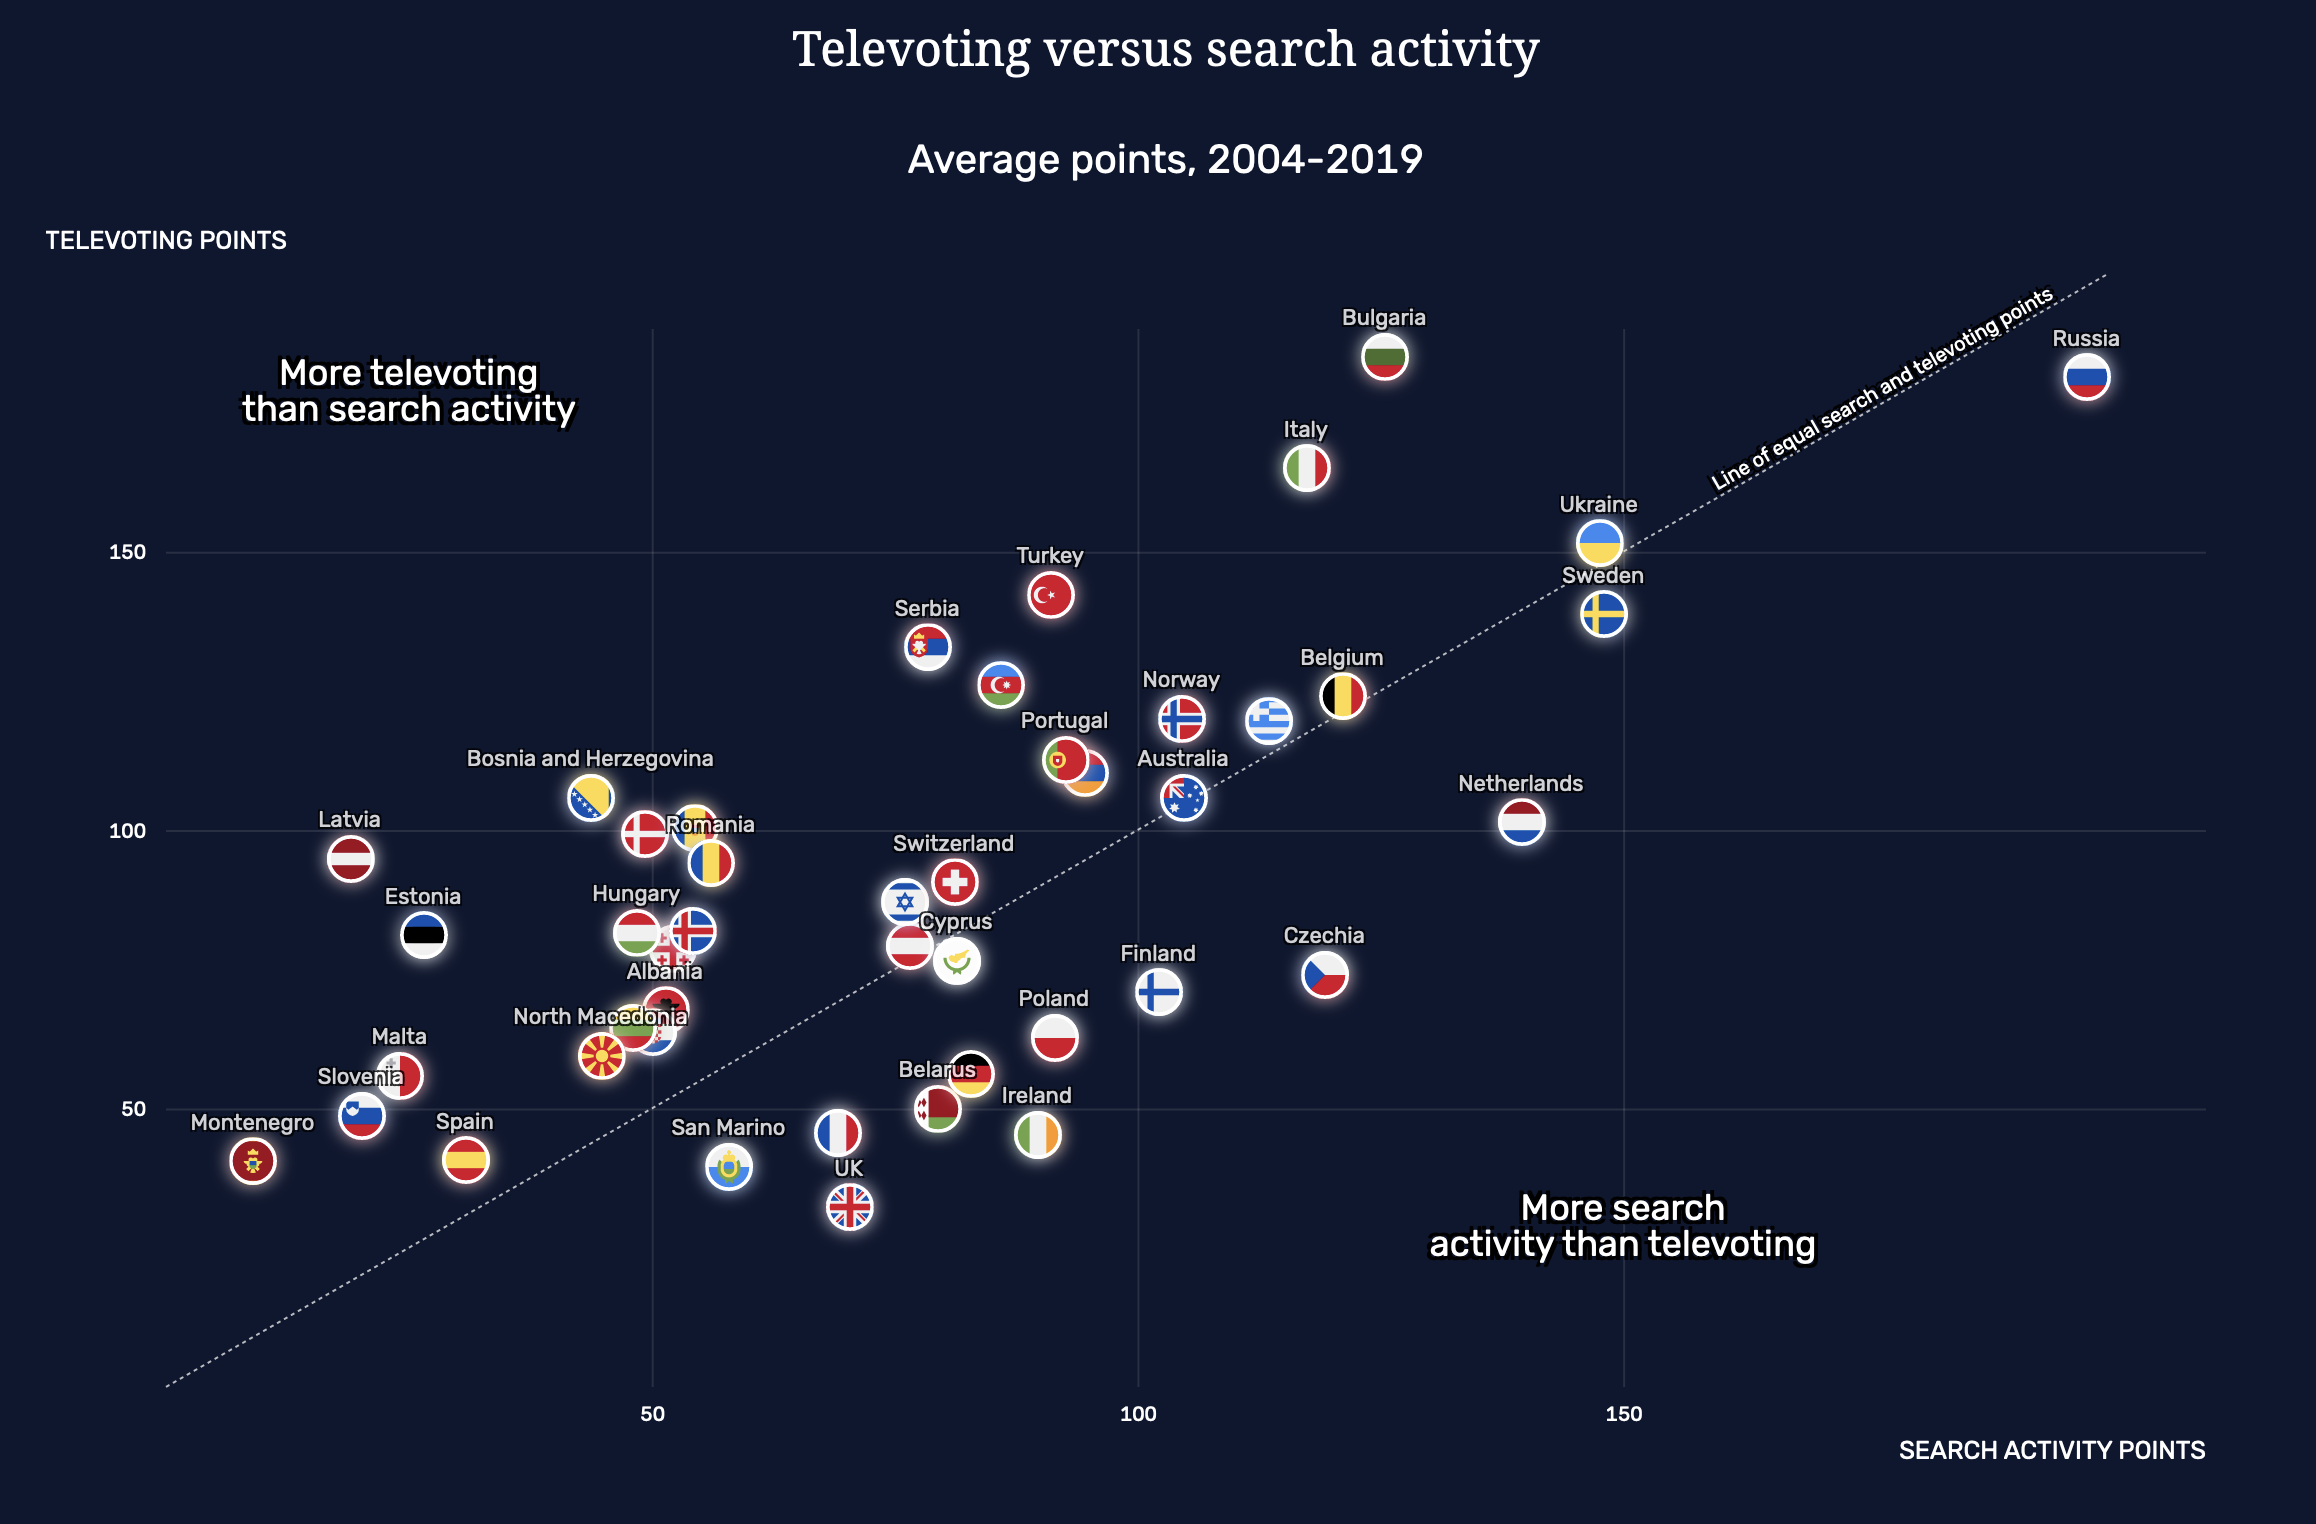 Televoting versus search activity
Average points, 2004-2019
TELEVOTING POINTS
More televoting
than search activity
Bulgaria
Line of equal search and televoting points
Russia
Italy
Ukraine
150
Turkey
Sweden
Serbia
Belgium
Norway
Portugal
Bosnia and Herzegovina
Australia
Netherlands
Latvia
100
Romania
Switzerland
Estonia
Hungary
Cyprus
Czechia
Finland
Albania
Poland
North Macedonia
Malta
Slovenia
Belarus
Ireland
50
Montenegro
Spain
San Marino
UK
More search
activity than televoting
50
100
150
SEARCH ACTIVITY POINTS